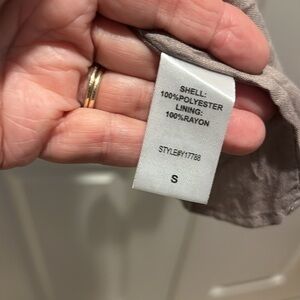 SHELL:
100%POLYESTER
LINING:
100%RAYON
STYLE#Y17788
S